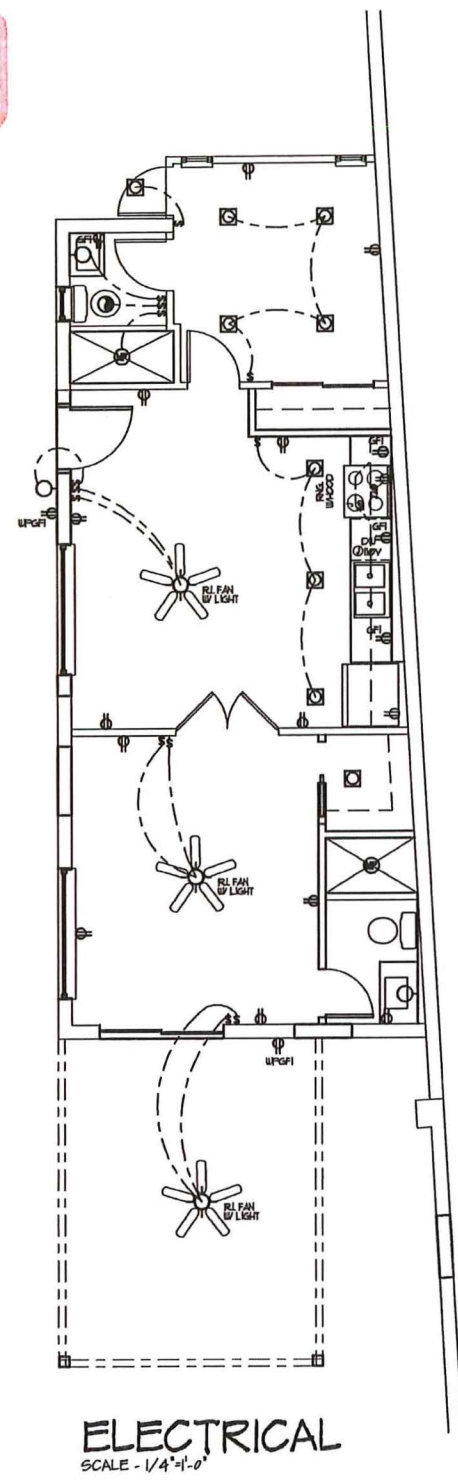 GFI
$
$
$
$
$
$
RNG.
W/HOOD
GFI
GFI
$
$
WPGFI
R.I. FAN
W/ LIGHT
GFI
$$
R.I. FAN
W/ LIGHT
$$
WPGFI
R.I. FAN
W/ LIGHT
ELECTRICAL
SCALE - 1/4"=1'-0"